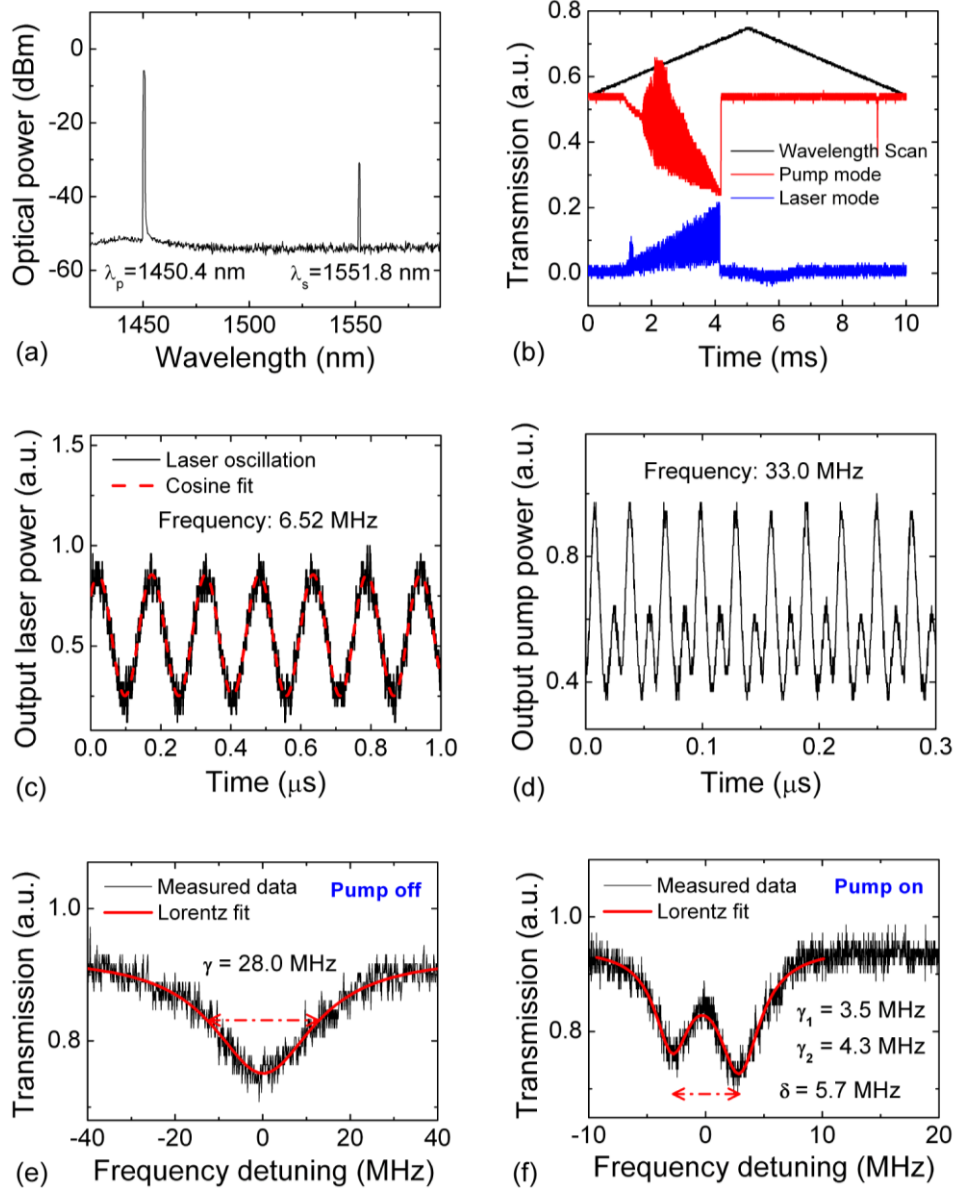 Optical power (dBm)
0
-20
-40
-60
λp=1450.4 nm
λs=1551.8 nm
1450
1500
1550
Wavelength (nm)
(a)
Transmission (a.u.)
0.8
0.6
0.4
0.2
0.0
Wavelength Scan
Pump mode
Laser mode
0
2
4
6
8
10
Time (ms)
(b)
Output laser power (a.u.)
1.5
1.0
0.5
Laser oscillation
Cosine fit
Frequency: 6.52 MHz
0.0
0.2
0.4
0.6
0.8
1.0
Time (μs)
(c)
Output pump power (a.u.)
0.8
0.4
Frequency: 33.0 MHz
0.0
0.1
0.2
0.3
Time (μs)
(d)
Transmission (a.u.)
1.0
0.8
Measured data
Lorentz fit
Pump off
γ = 28.0 MHz
-40
-20
0
20
40
Frequency detuning (MHz)
(e)
Transmission (a.u.)
1.0
0.8
Measured data
Lorentz fit
Pump on
γ1 = 3.5 MHz
γ2 = 4.3 MHz
δ = 5.7 MHz
-10
0
10
20
Frequency detuning (MHz)
(f)